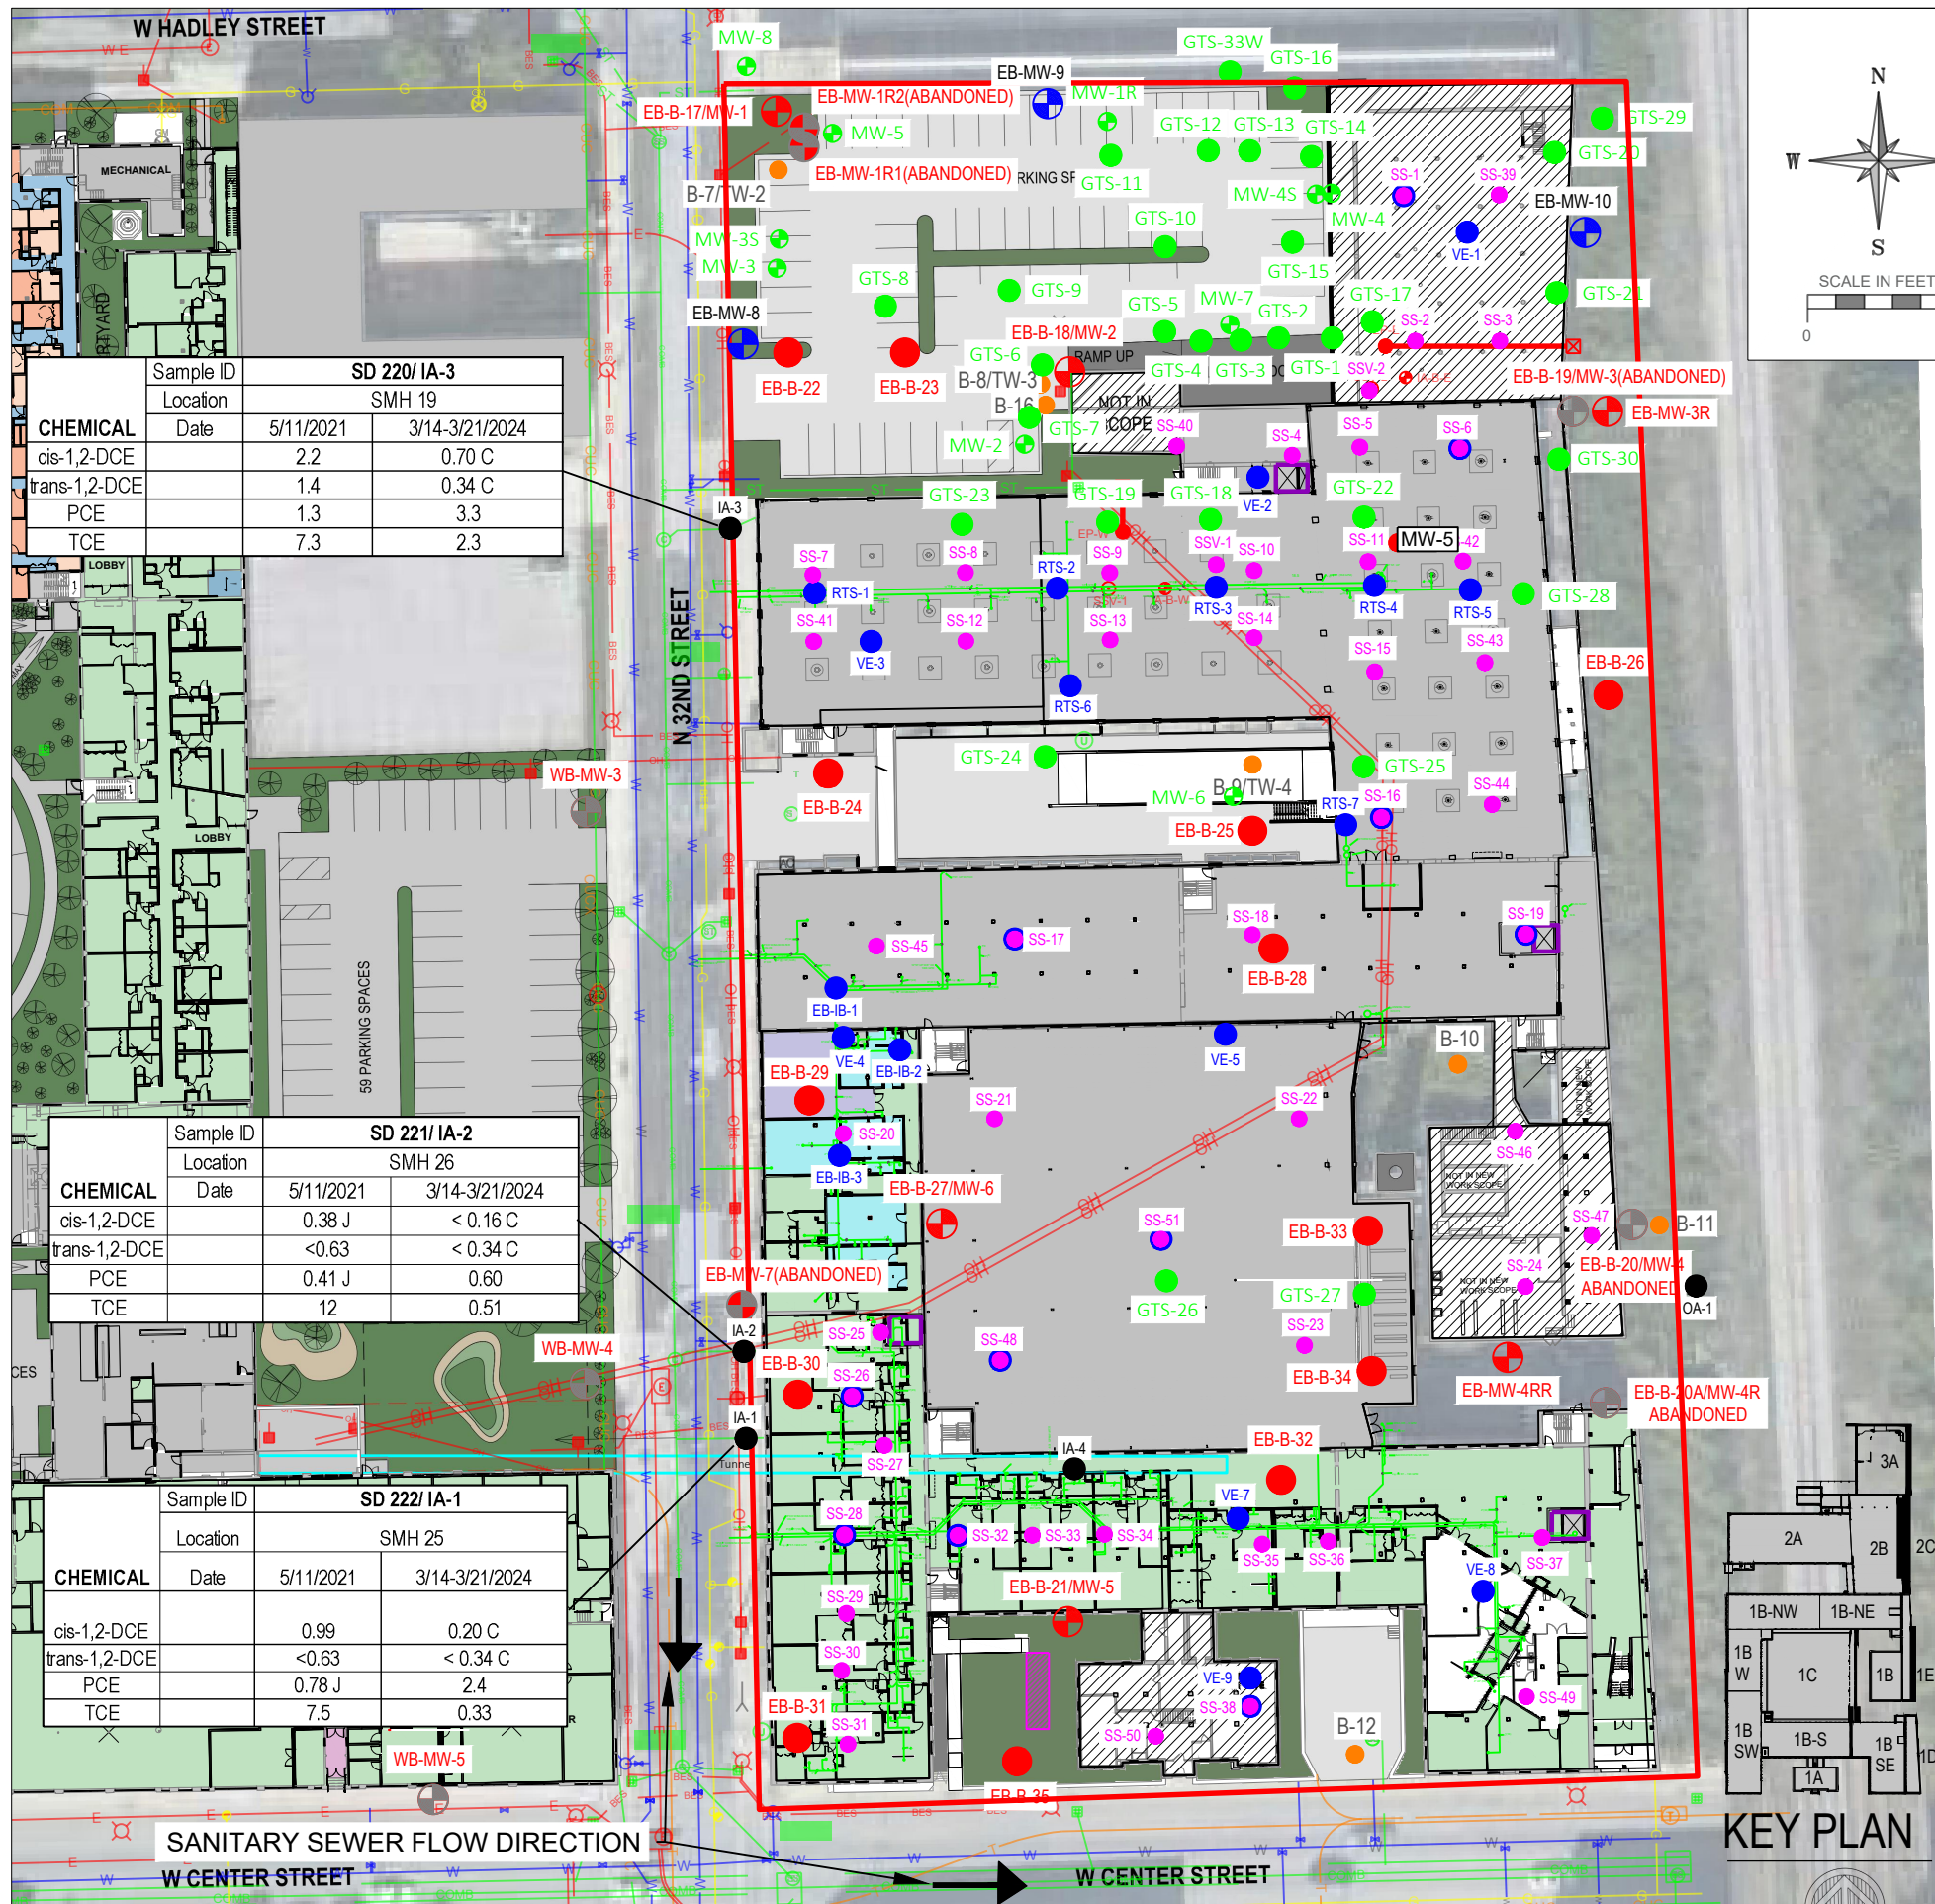 W HADLEY STREET
MW-8
GTS-33W
GTS-16
EB-MW-9
EB-MW-1R2(ABANDONED)
MW-1R
EB-B-17/MW-1
MW-5
GTS-12
GTS-13
GTS-14
GTS-29
GTS-20
MECHANICAL
EB-MW-1R1(ABANDONED)
GTS-11
B-7/TW-2
MW-4S
MW-4
SS-1
SS-39
EB-MW-10
VE-1
N
W
S
SCALE IN FEET
0
MW-3S
MW-3
GTS-10
GTS-15
GTS-8
GTS-9
GTS-5
MW-7
GTS-2
GTS-17
GTS-21
EB-MW-8
EB-B-18/MW-2
SS-2
SS-3
RAMP UP
GTS-6
GTS-4
GTS-3
GTS-1
EB-B-22
EB-B-23
B-8/TW-3
SSV-2
IA-B-E
EB-B-19/MW-3(ABANDONED)
B-16
NOT IN
SCOPE
EB-MW-3R
GTS-7
MW-2
SS-40
SS-4
SS-5
SS-6
GTS-30
VE-2
Sample ID
SD 220/ IA-3
Location
SMH 19
CHEMICAL
Date
5/11/2021
3/14-3/21/2024
cis-1,2-DCE
2.2
0.70 C
trans-1,2-DCE
1.4
0.34 C
PCE
1.3
3.3
TCE
7.3
2.3
IA-3
GTS-23
GTS-19
GTS-18
GTS-22
EP-W
MW-5
LOBBY
SS-7
SS-8
SS-9
SSV-1
SS-10
SS-11
-42
RTS-1
RTS-2
RTS-3
RTS-4
RTS-5
GTS-28
SS-41
VE-3
SS-12
SS-13
SS-14
SS-15
SS-43
N 32ND STREET
RTS-6
EB-B-26
WB-MW-3
GTS-24
B-9/TW-4
GTS-25
EB-B-24
MW-6
RTS-7
SS-16
SS-44
EB-B-25
LOBBY
59 PARKING SPACES
SS-45
SS-17
SS-18
SS-19
EB-B-28
EB-IB-1
VE-4
EB-IB-2
VE-5
B-10
EB-B-29
SS-21
SS-22
SS-20
EB-IB-3
SS-46
NOT IN NEW
WORK SCOPE
EB-B-27/MW-6
SS-51
EB-B-33
SS-47
B-11
EB-B-20/MW-4
ABANDONED
OA-1
SS-24
NOT IN NEW
WORK SCOPE
Sample ID
SD 221/ IA-2
Location
SMH 26
CHEMICAL
Date
5/11/2021
3/14-3/21/2024
cis-1,2-DCE
0.38 J
< 0.16 C
trans-1,2-DCE
<0.63
< 0.34 C
PCE
0.41 J
0.60
TCE
12
0.51
EB-MW-7(ABANDONED)
GTS-26
GTS-27
WB-MW-4
IA-2
SS-25
SS-48
SS-23
EB-B-30
SS-26
EB-B-34
EB-MW-4RR
EB-B-20A/MW-4R
ABANDONED
IA-1
SS-27
IA-4
EB-B-32
Tunnel
Sample ID
SD 222/ IA-1
Location
SMH 25
CHEMICAL
Date
5/11/2021
3/14-3/21/2024
cis-1,2-DCE
0.99
0.20 C
trans-1,2-DCE
<0.63
< 0.34 C
PCE
0.78 J
2.4
TCE
7.5
0.33
VE-7
SS-28
SS-32
SS-33
SS-34
SS-35
SS-36
SS-37
EB-B-21/MW-5
VE-8
SS-29
SS-30
VE-9
SS-38
SS-49
EB-B-31
SS-31
SS-50
B-12
WB-MW-5
EB-B-35
3A
2A
2B
2C
1B-NW
1B-NE
1B
W
1C
1B
1E
1B
SW
1B-S
1B
SE
1D
1A
KEY PLAN
SANITARY SEWER FLOW DIRECTION
W CENTER STREET
W CENTER STREET